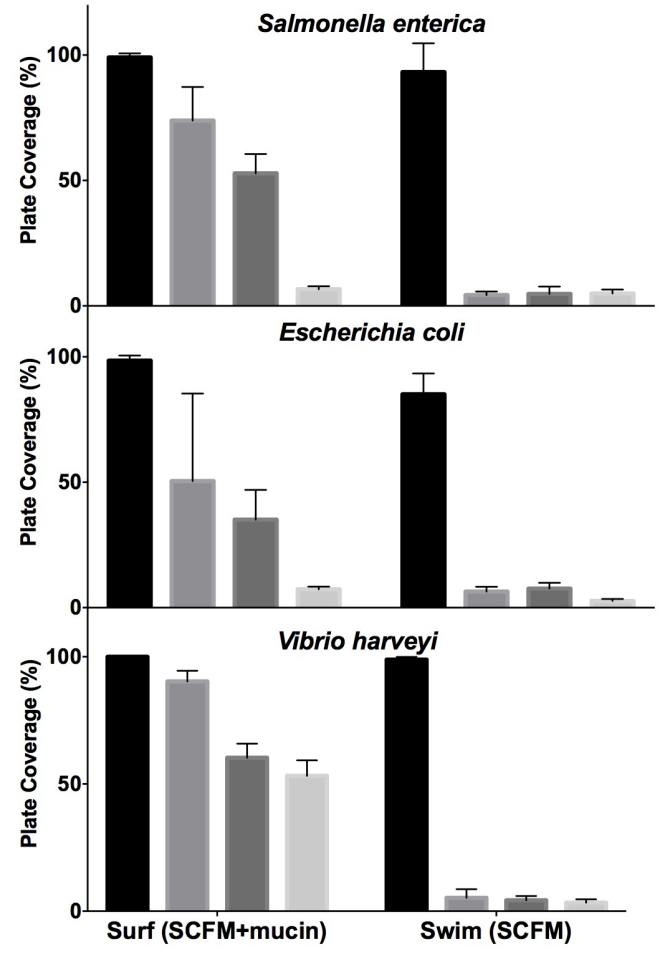 Salmonella enterica
Plate Coverage (%)
100
50
0
Escherichia coli
Plate Coverage (%)
100
50
0
Vibrio harveyi
Plate Coverage (%)
100
50
0
Surf (SCFM+mucin) Swim (SCFM)